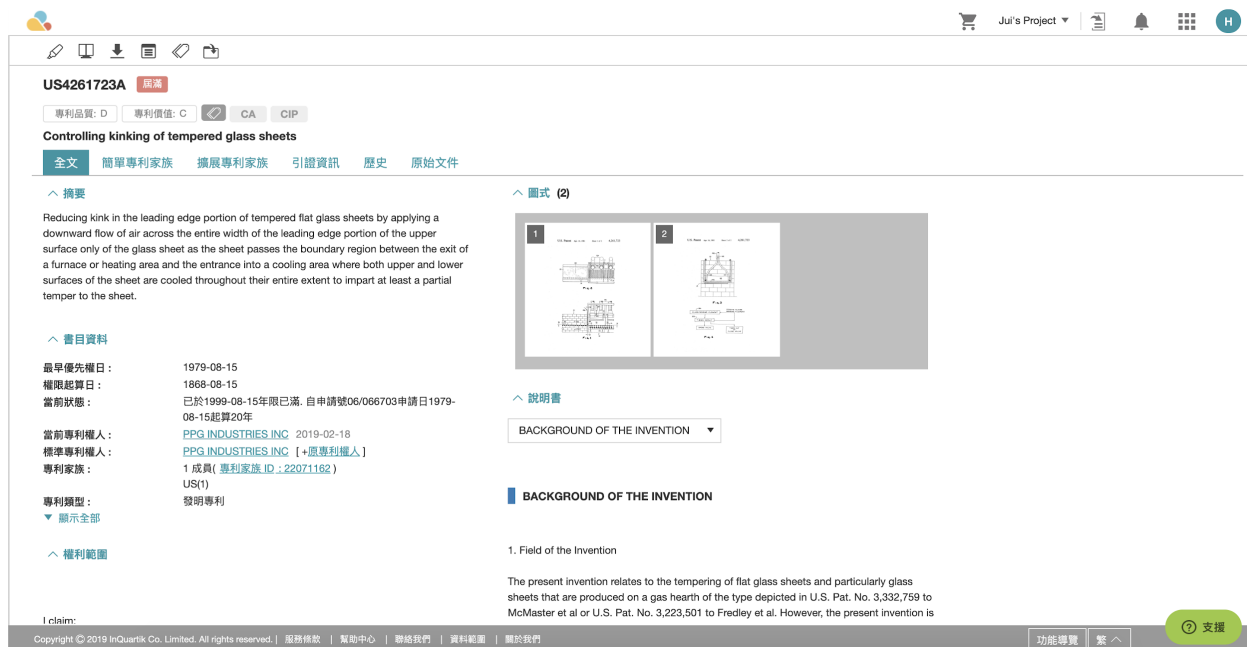 Jui's Project ▼
H
US4261723A 屆滿
專利品質: D 專利價值: C CA CIP
Controlling kinking of tempered glass sheets
全文 簡單專利家族 擴展專利家族 引證資訊 歷史 原始文件
摘要
Reducing kink in the leading edge portion of tempered flat glass sheets by applying a
downward flow of air across the entire width of the leading edge portion of the upper
surface only of the glass sheet as the sheet passes the boundary region between the exit of
a furnace or heating area and the entrance into a cooling area where both upper and lower
surfaces of the sheet are cooled throughout their entire extent to impart at least a partial
temper to the sheet.
書目資料
最早優先權日 : 1979-08-15
權限起算日 : 1868-08-15
當前狀態 : 已於1999-08-15年限已滿. 自申請號06/066703申請日1979-
08-15起算20年
當前專利權人 : PPG INDUSTRIES INC 2019-02-18
標準專利權人 : PPG INDUSTRIES INC [ +原專利權人 ]
專利家族 : 1 成員( 專利家族 ID : 22071162 )
US(1)
專利類型 : 發明專利
▼ 顯示全部
權利範圍
I claim:
圖式 (2)
1 2
說明書
BACKGROUND OF THE INVENTION ▼
BACKGROUND OF THE INVENTION
1. Field of the Invention
The present invention relates to the tempering of flat glass sheets and particularly glass
sheets that are produced on a gas hearth of the type depicted in U.S. Pat. No. 3,332,759 to
McMaster et al or U.S. Pat. No. 3,223,501 to Fredley et al. However, the present invention is
Copyright © 2019 InQuartik Co. Limited. All rights reserved. | 服務條款 | 幫助中心 | 聯絡我們 | 資料範圍 | 關於我們
功能導覽 繁
? 支援